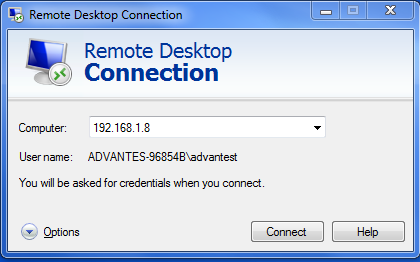 Remote Desktop Connection
Remote Desktop
Connection
Computer: 192.168.1.8
User name: ADVANTES-96854B\advantest
You will be asked for credentials when you connect.
Options Connect Help